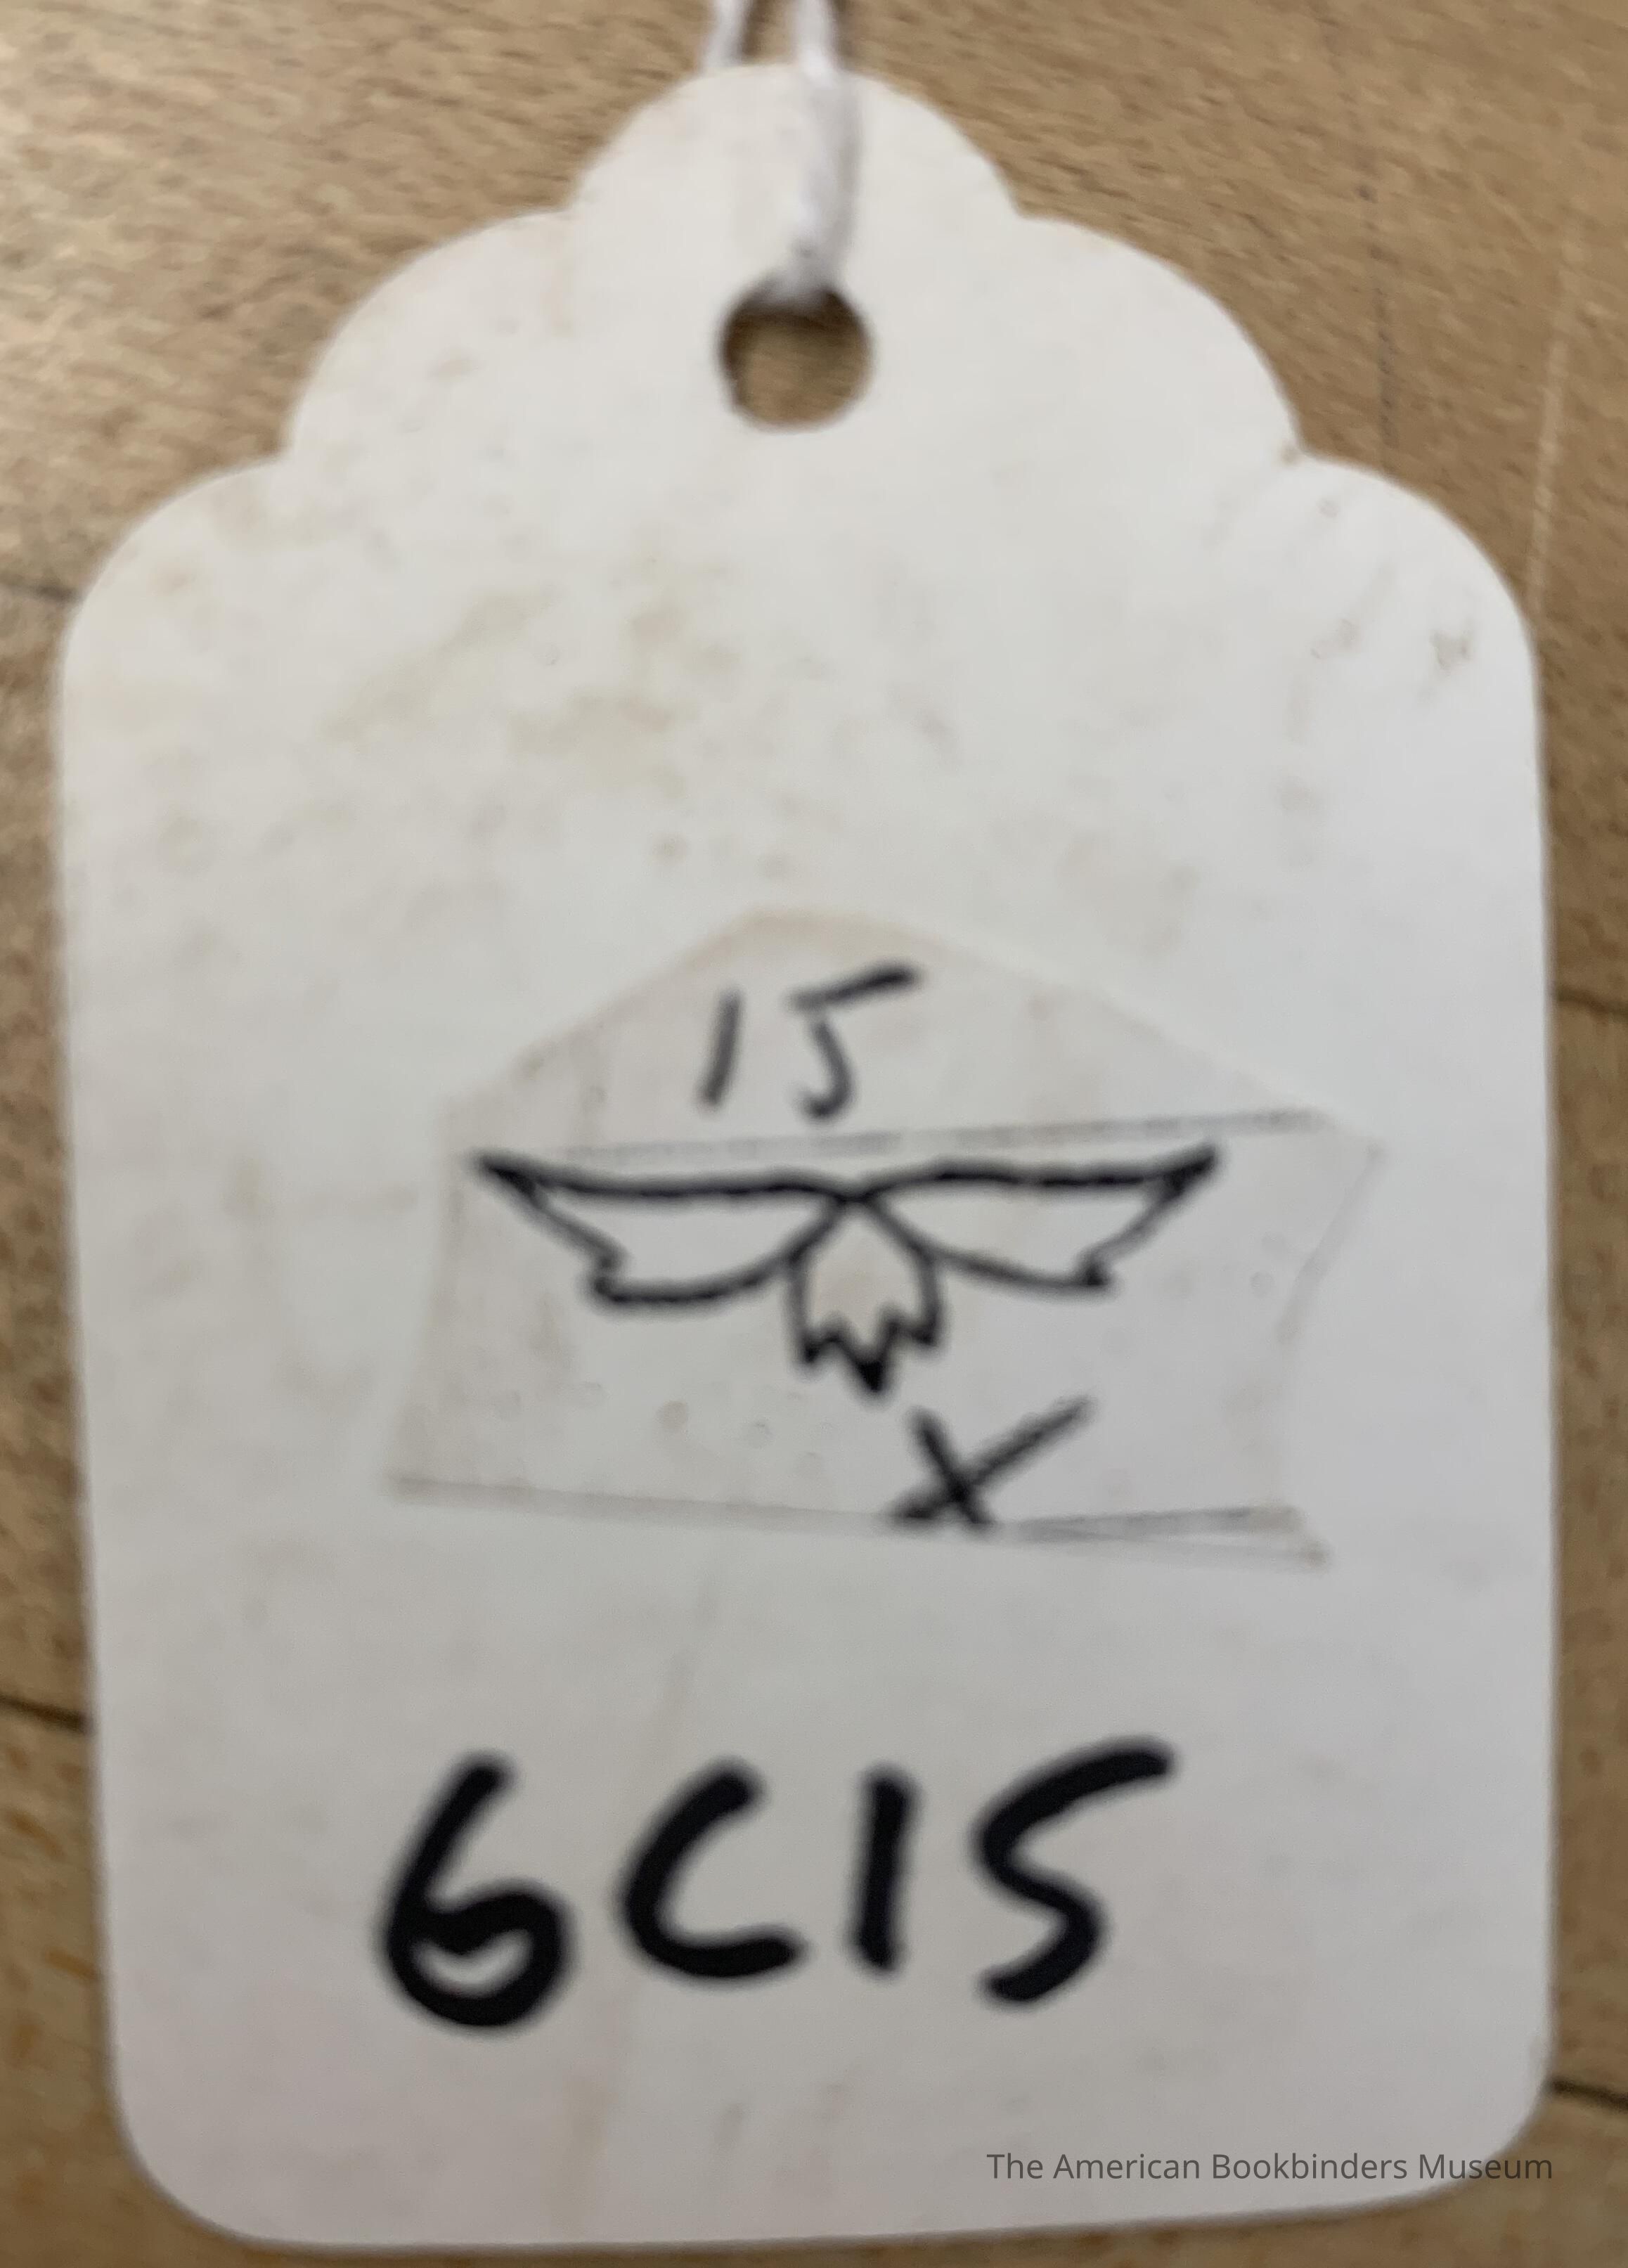 15
X
6C15
The American Bookbinders Museum